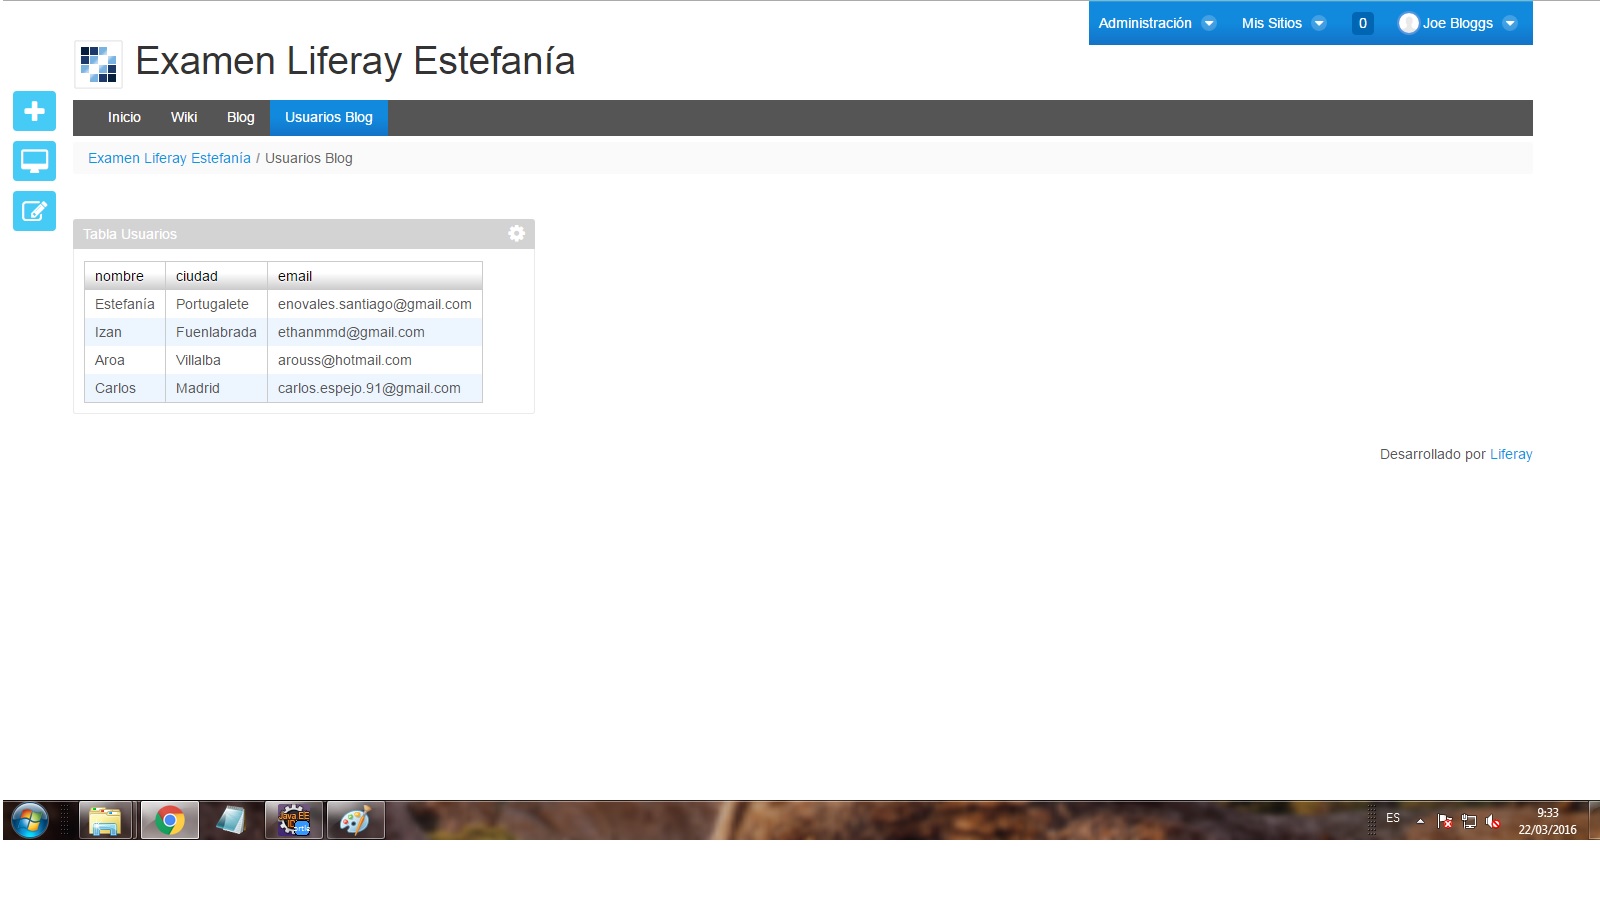 Administración Mis Sitios 0 Joe Bloggs
Examen Liferay Estefanía
Inicio Wiki Blog Usuarios Blog
Examen Liferay Estefanía / Usuarios Blog
Tabla Usuarios
nombre ciudad email
Estefanía Portugalete enovales.santiago@gmail.com
Izan Fuenlabrada ethanmmd@gmail.com
Aroa Villalba arouss@hotmail.com
Carlos Madrid carlos.espejo.91@gmail.com
Desarrollado por Liferay
Java EE
ES 9:33
22/03/2016